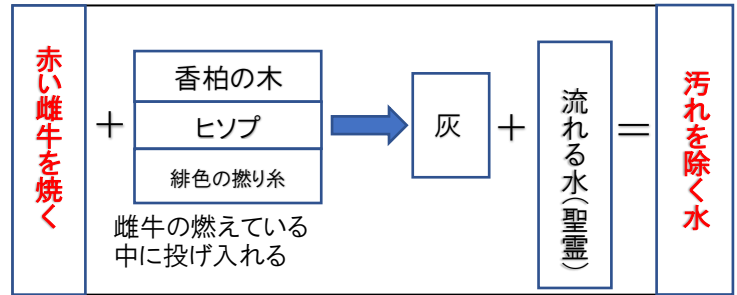 赤い雌牛を焼く
＋
香柏の木
ヒソプ
緋色の撚り糸
雌牛の燃えている
中に投げ入れる
灰
＋
流れる水（聖霊）
＝
汚れを除く水